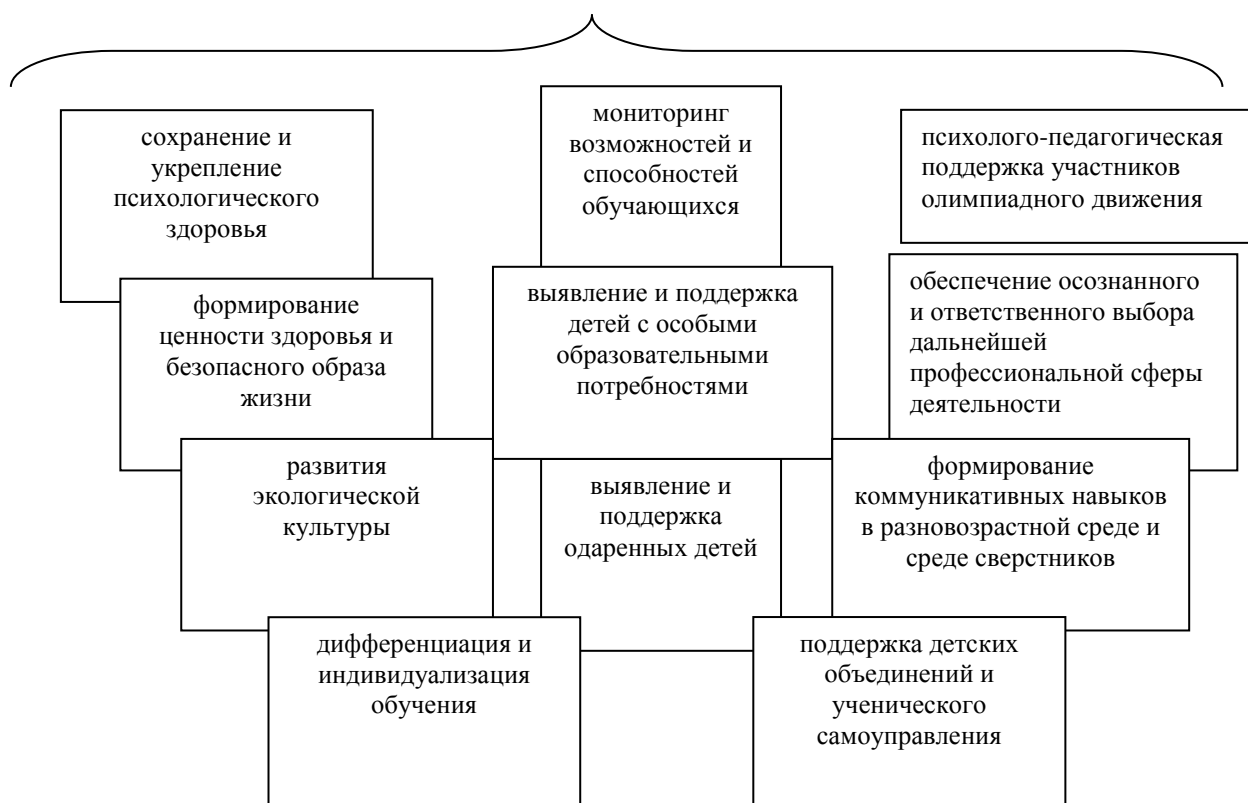 сохранение и
укрепление
психологического
здоровья
мониторинг
возможностей и
способностей
обучающихся
психолого-педагогическая
поддержка участников
олимпиадного движения
формирование
ценности здоровья и
безопасного образа
жизни
выявление и поддержка
детей с особыми
образовательными
потребностями
обеспечение осознанного
и ответственного выбора
дальнейшей
профессиональной сферы
деятельности
развития
экологической
культуры
выявление и
поддержка
одаренных детей
формирование
коммуникативных навыков
в разновозрастной среде и
среде сверстников
дифференциация и
индивидуализация
обучения
поддержка детских
объединений и
ученического
самоуправления